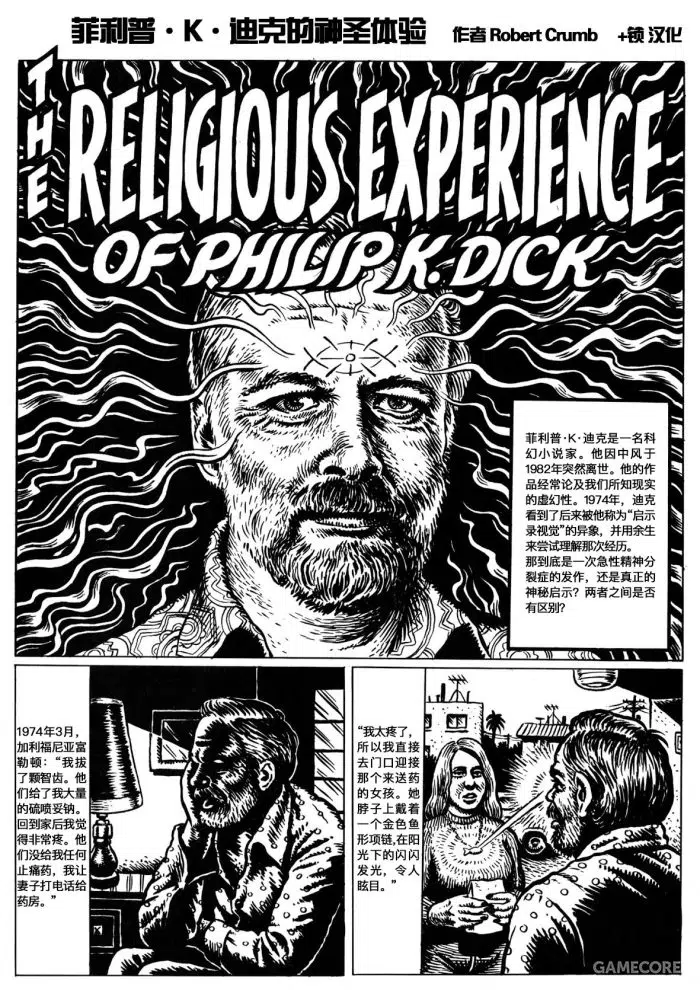 菲利普·K·迪克的神圣体验 作者 Robert Crumb +锁 汉化
THE
RELIGIOUS EXPERIENCE
OF PHILIP K. DICK
菲利普·K·迪克是一名科
幻小说家。他因中风于
1982年突然离世。他的作
品经常论及我们所知现实
的虚幻性。1974年，迪克
看到了后来被他称为“启示
录视觉”的异象，并用余生
来尝试理解那次经历。
那到底是一次急性精神分
裂症的发作，还是真正的
神秘启示？两者之间是否
有区别？
1974年3月，
加利福尼亚富
勒顿：“我拔
了颗智齿。他
们给了我大量
的硫喷妥钠。
回到家后我觉
得非常疼。他
们没给我任何
止痛药，我让
妻子打电话给
药房。”
“我太疼了，
所以我直接
去门口迎接
那个来送药
的女孩。她
脖子上戴着
一个金色鱼
形项链,在阳
光下的闪闪
发光，令人
眩目。”
GAMECORE